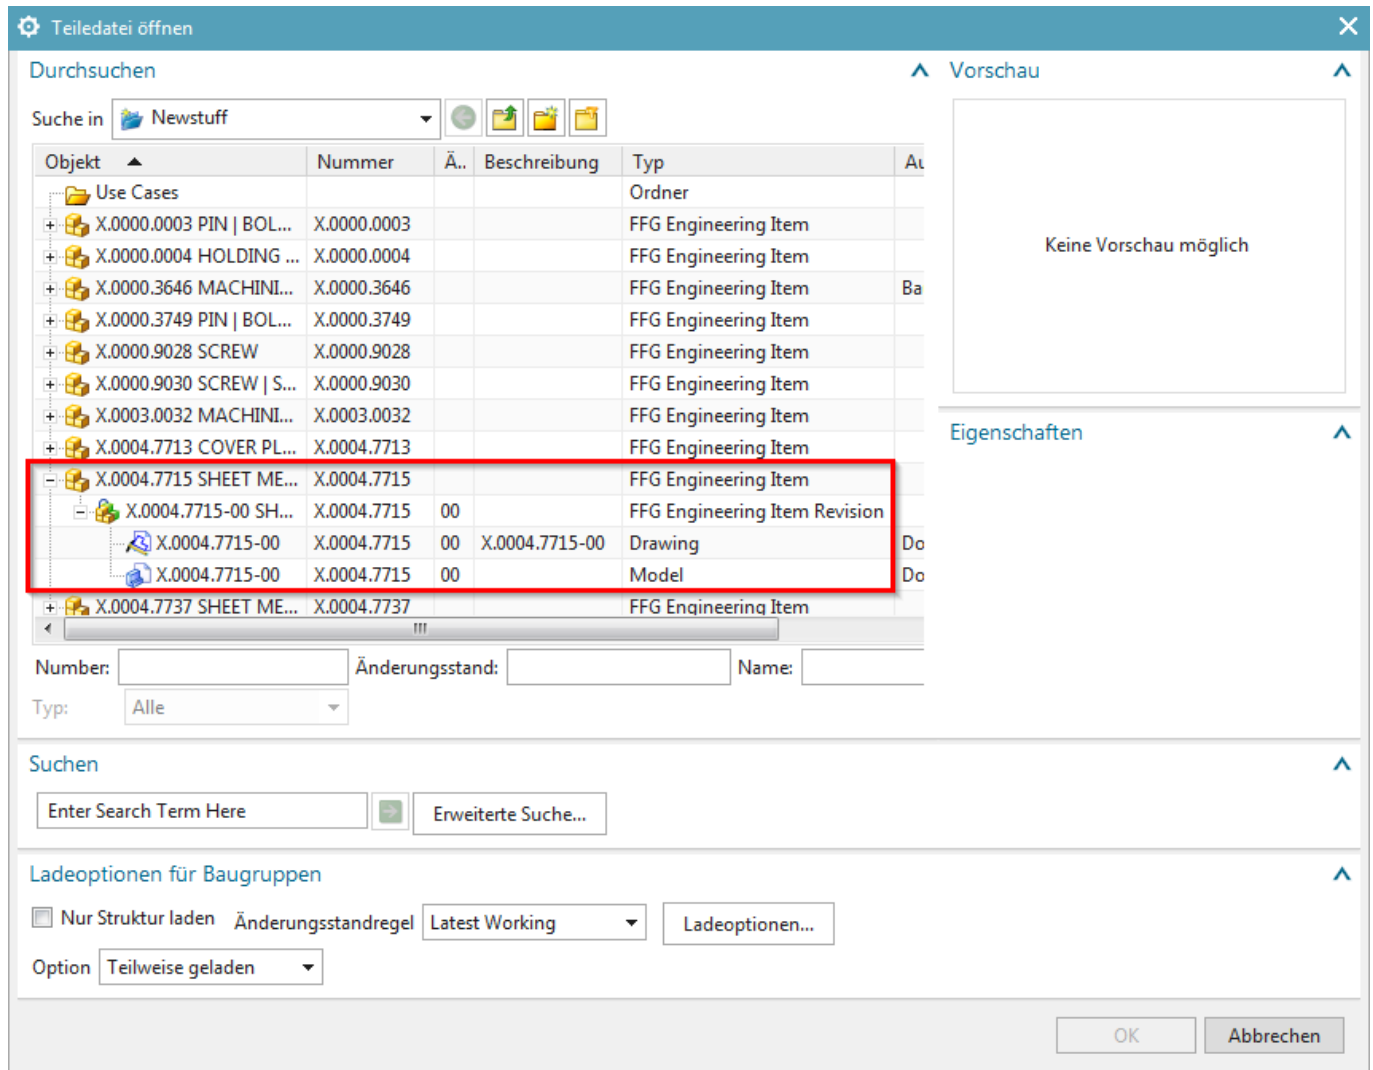 Teiledatei öffnen
Durchsuchen
Vorschau
Suche in Newstuff
Objekt Nummer Ä.. Beschreibung Typ Au
Use Cases Ordner
X.0000.0003 PIN | BOL... X.0000.0003 FFG Engineering Item
X.0000.0004 HOLDING ... X.0000.0004 FFG Engineering Item
Keine Vorschau möglich
X.0000.3646 MACHINI... X.0000.3646 FFG Engineering Item Ba
X.0000.3749 PIN | BOL... X.0000.3749 FFG Engineering Item
X.0000.9028 SCREW X.0000.9028 FFG Engineering Item
X.0000.9030 SCREW | S... X.0000.9030 FFG Engineering Item
X.0003.0032 MACHINI... X.0003.0032 FFG Engineering Item
X.0004.7713 COVER PL... X.0004.7713 FFG Engineering Item
Eigenschaften
X.0004.7715 SHEET ME... X.0004.7715 FFG Engineering Item
X.0004.7715-00 SH... X.0004.7715 00 FFG Engineering Item Revision
X.0004.7715-00 X.0004.7715 00 X.0004.7715-00 Drawing Do
X.0004.7715-00 X.0004.7715 00 Model Do
X.0004.7737 SHEET ME... X.0004.7737 FFG Engineering Item
Number: Änderungsstand: Name:
Typ: Alle
Suchen
Enter Search Term Here Erweiterte Suche...
Ladeoptionen für Baugruppen
Nur Struktur laden Änderungsstandregel Latest Working Ladeoptionen...
Option Teilweise geladen
OK Abbrechen